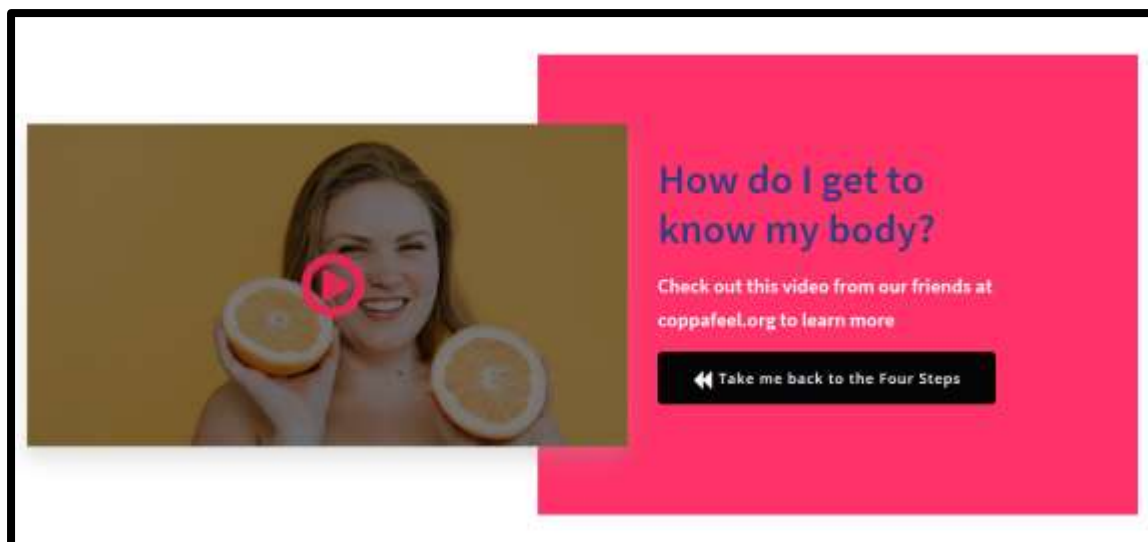 How do I get to
know my body?
Check out this video from our friends at
coppafeel.org to learn more
Take me back to the Four Steps